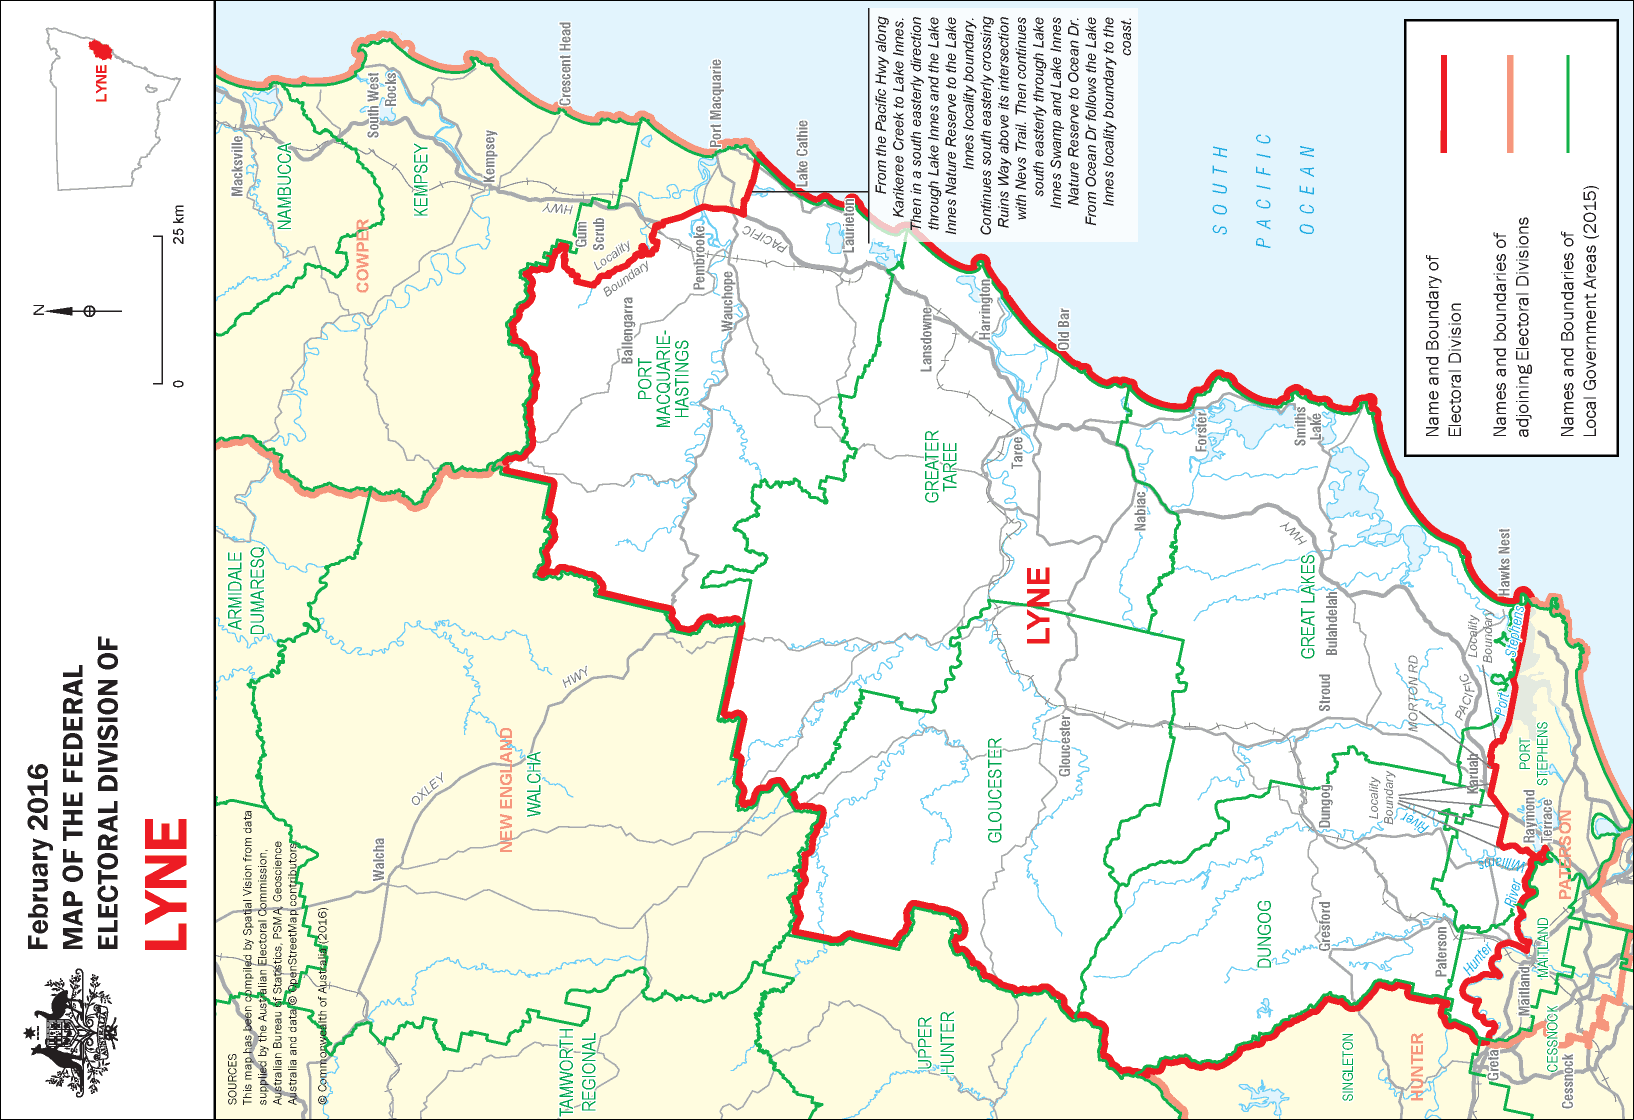 February 2016
MAP OF THE FEDERAL
ELECTORAL DIVISION OF
LYNE
N
0
25 km
LYNE
SOURCES
This map has been compiled by Spatial Vision from data
supplied by the Australian Electoral Commission,
Australian Bureau of Statistics, PSMA, Geoscience
Australia and data © OpenStreetMap contributors
© Commonwealth of Australia (2016)
ARMIDALE
DUMARESQ
Macksville
NAMBUCCA
South West
Rocks
COWPER
KEMPSEY
Kempsey
Crescent Head
HWY
Gum
Scrub
Locality
Boundary
Port Macquarie
Pembrooke
PACIFIC
Wauchope
Lake Cathie
Laurieton
Ballengarra
PORT
MACQUARIE-
HASTINGS
From the Pacific Hwy along
Karikeree Creek to Lake Innes.
Then in a south easterly direction
through Lake Innes and the Lake
Innes Nature Reserve to the Lake
Innes locality boundary.
Continues south easterly crossing
Ruins Way above its intersection
with News Trail. Then continues
south easterly through Lake
Innes Swamp and Lake Innes
Nature Reserve to Ocean Dr.
From Ocean Dr follows the Lake
Innes locality boundary to the
coast.
SOUTH
PACIFIC
OCEAN
Lansdowne
Harrington
Old Bar
GREATER
TAREE
Taree
Nabiac
Forster
Smiths
Lake
HWY
OXLEY
HWY
NEW ENGLAND
WALCHA
Walcha
LYNE
GREAT LAKES
Bulahdelah
Hawks Nest
Locality
Boundary
Port
Stephens
Stroud
MORTON RD
PACIFIC
GLOUCESTER
Gloucester
Dungog
Locality
Boundary
River
Karuah
PORT
STEPHENS
Raymond
Terrace
PATERSON
Williams
River
TAMWORTH
REGIONAL
UPPER
HUNTER
DUNGOG
Gresford
Paterson
Hunter
MAITLAND
Maitland
SINGLETON
HUNTER
Greta
CESSNOCK
Cessnock
Name and Boundary of
Electoral Division
Names and boundaries of
adjoining Electoral Divisions
Names and Boundaries of
Local Government Areas (2015)